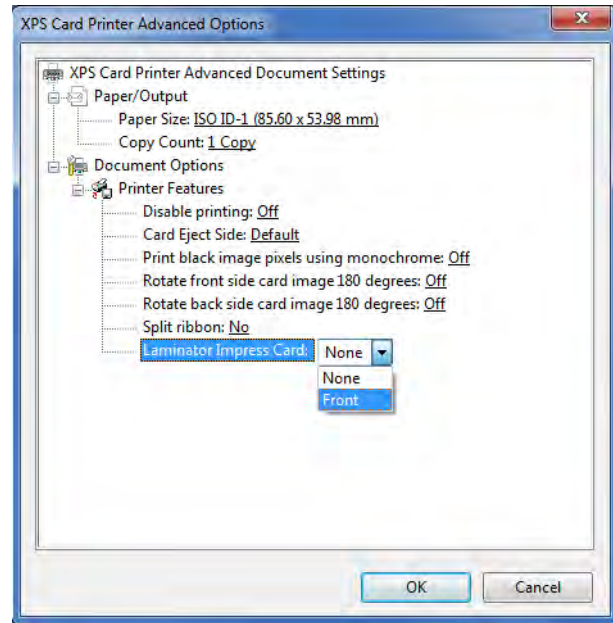 XPS Card Printer Advanced Options
XPS Card Printer Advanced Document Settings
Paper/Output
Paper Size: ISO ID-1 (85.60 x 53.98 mm)
Copy Count: 1 Copy
Document Options
Printer Features
Disable printing: Off
Card Eject Side: Default
Print black image pixels using monochrome: Off
Rotate front side card image 180 degrees: Off
Rotate back side card image 180 degrees: Off
Split ribbon: No
Laminator Impress Card: None
None
Front
OK Cancel